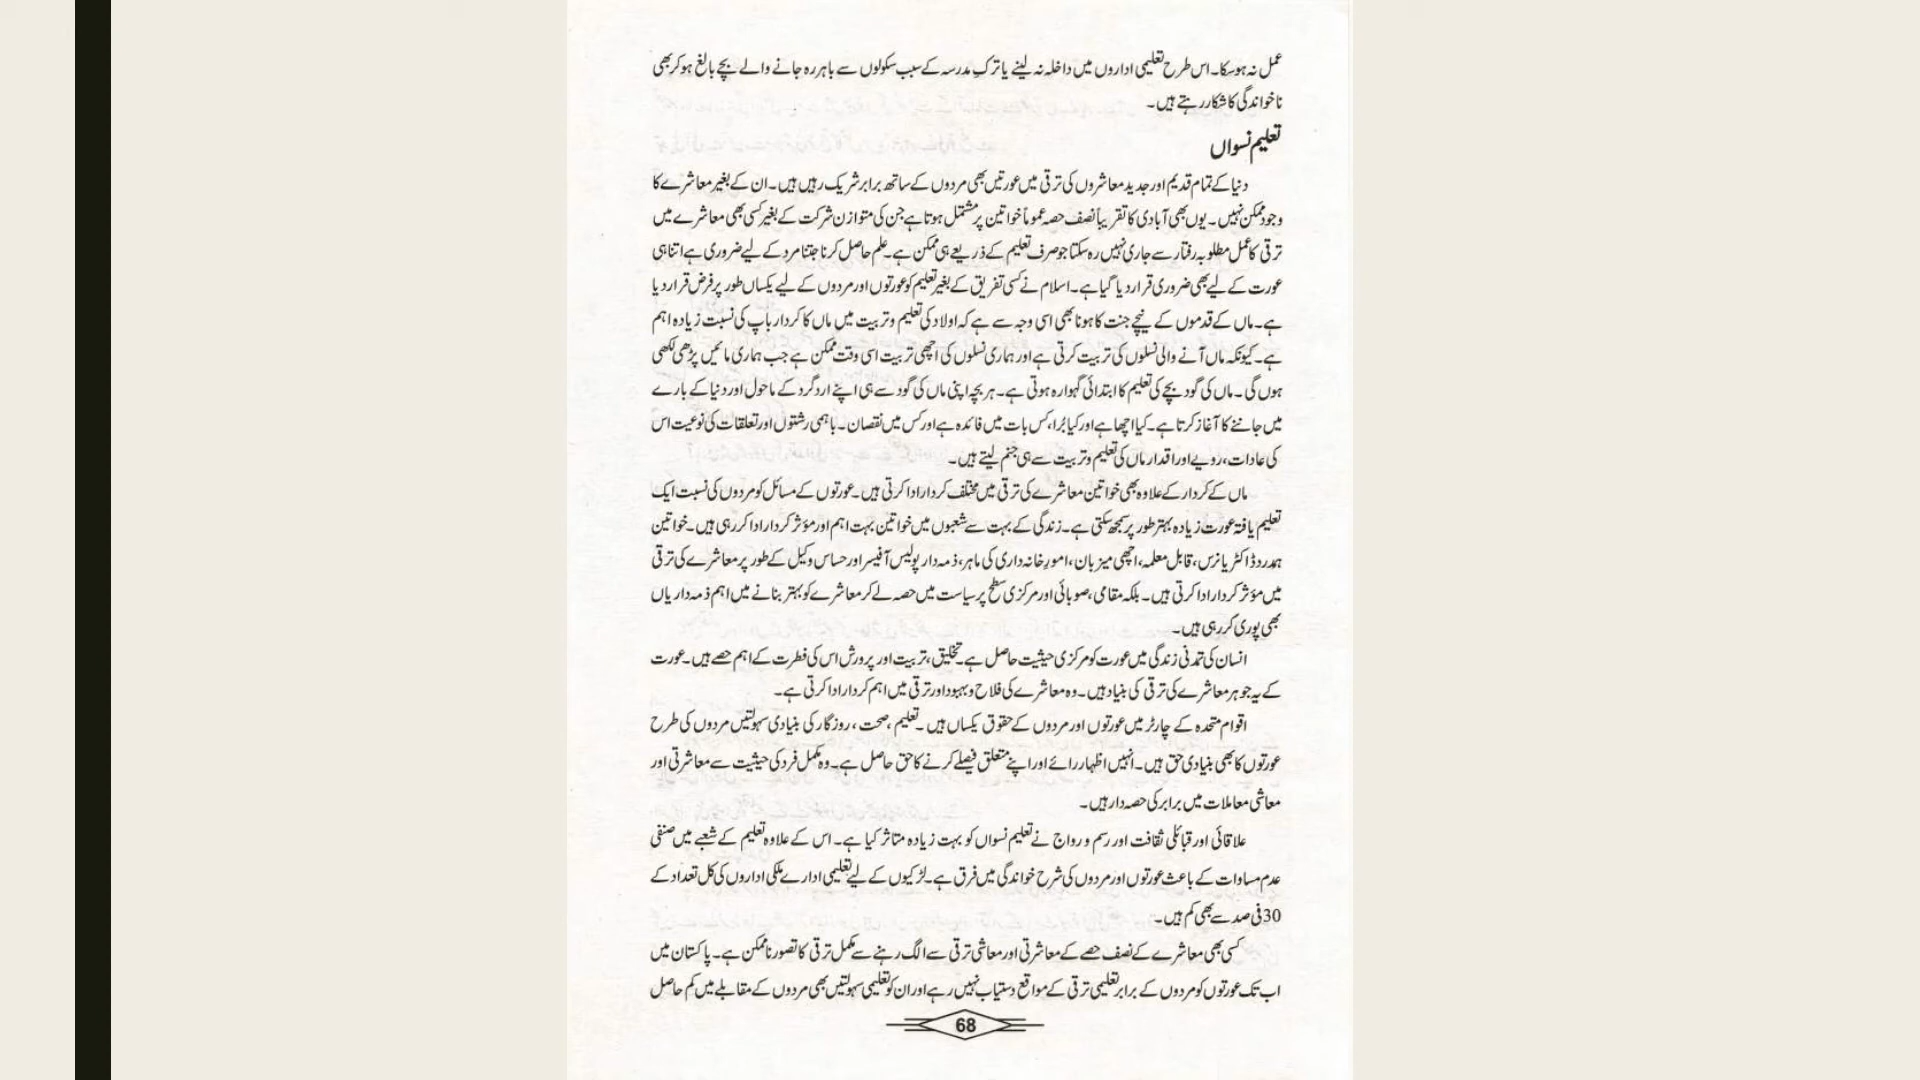 عمل نہ ہوسکا۔ اس طرح تعلیمی اداروں میں داخلہ نہ لینے یا ترکِ مدرسہ کے سبب سکولوں سے باہر رہ جانے والے بچے بالغ ہو کر بھی
ناخواندگی کا شکار رہتے ہیں۔
تعلیم نسواں
دنیا کے تمام قدیم اور جدید معاشروں کی ترقی میں عورتیں بھی مردوں کے ساتھ برابر شریک رہیں ہیں۔ ان کے بغیر معاشرے کا
وجود ممکن نہیں۔ یوں بھی آبادی کا تقریباً نصف حصہ عموماً خواتین پر مشتمل ہوتا ہے جن کی متوازن شرکت کے بغیر کسی بھی معاشرے میں
ترقی کا عمل مطلوبہ رفتار سے جاری نہیں رہ سکتا جو صرف تعلیم کے ذریعے ہی ممکن ہے۔ علم حاصل کرنا جتنا مرد کے لیے ضروری ہے اتنا ہی
عورت کے لیے بھی ضروری قرار دیا گیا ہے۔ اسلام نے کسی تفریق کے بغیر تعلیم کو عورتوں اور مردوں کے لیے یکساں طور پر فرض قرار دیا
ہے۔ ماں کے قدموں کے نیچے جنت کا ہونا بھی اسی وجہ سے ہے کہ اولاد کی تعلیم و تربیت میں ماں کا کردار باپ کی نسبت زیادہ اہم
ہے۔ کیونکہ ماں آنے والی نسلوں کی تربیت کرتی ہے اور ہماری نسلوں کی اچھی تربیت اسی وقت ممکن ہے جب ہماری مائیں پڑھی لکھی
ہوں گی۔ ماں کی گود بچے کی تعلیم کا ابتدائی گہوارہ ہوتی ہے۔ ہر بچہ اپنی ماں کی گود سے ہی اپنے ارد گرد کے ماحول اور دنیا کے بارے
میں جاننے کا آغاز کرتا ہے۔ کیا اچھا ہے اور کیا بُرا، کس بات میں فائدہ ہے اور کس میں نقصان۔ باہمی رشتوں اور تعلقات کی نوعیت اس
کی عادات، رویے اور اقدار ماں کی تعلیم و تربیت سے ہی جنم لیتے ہیں۔
ماں کے کردار کے علاوہ بھی خواتین معاشرے کی ترقی میں مختلف کردار ادا کرتی ہیں۔ عورتوں کے مسائل کو مردوں کی نسبت ایک
تعلیم یافتہ عورت زیادہ بہتر طور پر سمجھ سکتی ہے۔ زندگی کے بہت سے شعبوں میں خواتین بہت اہم اور مؤثر کردار ادا کر رہی ہیں۔ خواتین
ہمدرد ڈاکٹر یا نرس، قابل معلمہ، اچھی میزبان، امورِ خانہ داری کی ماہر، ذمہ دار پولیس آفیسر اور حساس وکیل کے طور پر معاشرے کی ترقی
میں مؤثر کردار ادا کرتی ہیں۔ بلکہ مقامی، صوبائی اور مرکزی سطح پر سیاست میں حصہ لے کر معاشرے کو بہتر بنانے میں اہم ذمہ داریاں
بھی پوری کر رہی ہیں۔
انسان کی تمدنی زندگی میں عورت کو مرکزی حیثیت حاصل ہے۔ تخلیق، تربیت اور پرورش اس کی فطرت کے اہم حصے ہیں۔ عورت
کے یہ جوہر معاشرے کی ترقی کی بنیاد ہیں۔ وہ معاشرے کی فلاح و بہبود اور ترقی میں اہم کردار ادا کرتی ہے۔
اقوام متحدہ کے چارٹر میں عورتوں اور مردوں کے حقوق یکساں ہیں۔ تعلیم، صحت، روزگار کی بنیادی سہولتیں مردوں کی طرح
عورتوں کا بھی بنیادی حق ہیں۔ انہیں اظہار رائے اور اپنے متعلق فیصلے کرنے کا حق حاصل ہے۔ وہ مکمل فرد کی حیثیت سے معاشرتی اور
معاشی معاملات میں برابر کی حصہ دار ہیں۔
علاقائی اور قبائلی ثقافت اور رسم و رواج نے تعلیم نسواں کو بہت زیادہ متاثر کیا ہے۔ اس کے علاوہ تعلیم کے شعبے میں صنفی
عدم مساوات کے باعث عورتوں اور مردوں کی شرح خواندگی میں فرق ہے۔ لڑکیوں کے لیے تعلیمی ادارے ملکی اداروں کی کل تعداد کے
30 فی صد سے بھی کم ہیں۔
کسی بھی معاشرے کے نصف حصے کے معاشرتی اور معاشی ترقی سے الگ رہنے سے مکمل ترقی کا تصور ناممکن ہے۔ پاکستان میں
اب تک عورتوں کو مردوں کے برابر تعلیمی ترقی کے مواقع دستیاب نہیں رہے اور ان کو تعلیمی سہولتیں بھی مردوں کے مقابلے میں کم حاصل
68